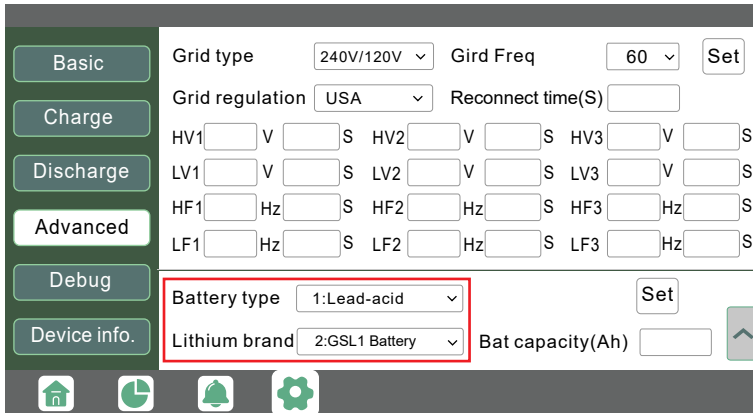 Basic
Charge
Discharge
Advanced
Debug
Device info.
Grid type 240V/120V Gird Freq 60 Set
Grid regulation USA Reconnect time(S)
HV1 V S HV2 V S HV3 V S
LV1 V S LV2 V S LV3 V S
HF1 Hz S HF2 Hz S HF3 Hz S
LF1 Hz S LF2 Hz S LF3 Hz S
Battery type 1:Lead-acid Set
Lithium brand 2:GSL1 Battery Bat capacity(Ah)